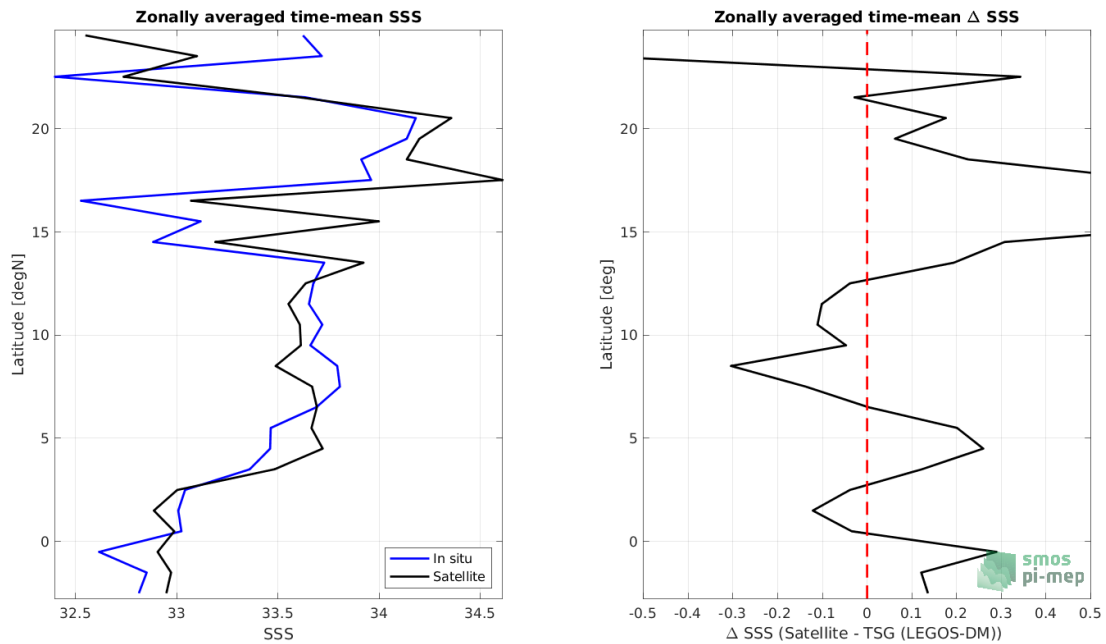 Zonally averaged time-mean SSS
20
15
10
5
0
Latitude [degN]
32.5 33 33.5 34 34.5
SSS
In situ
Satellite
Zonally averaged time-mean Δ SSS
20
15
10
5
0
Latitude [deg]
-0.5 -0.4 -0.3 -0.2 -0.1 0 0.1 0.2 0.3 0.4 0.5
Δ SSS (Satellite - TSG (LEGOS-DM))
smos
pi-mep